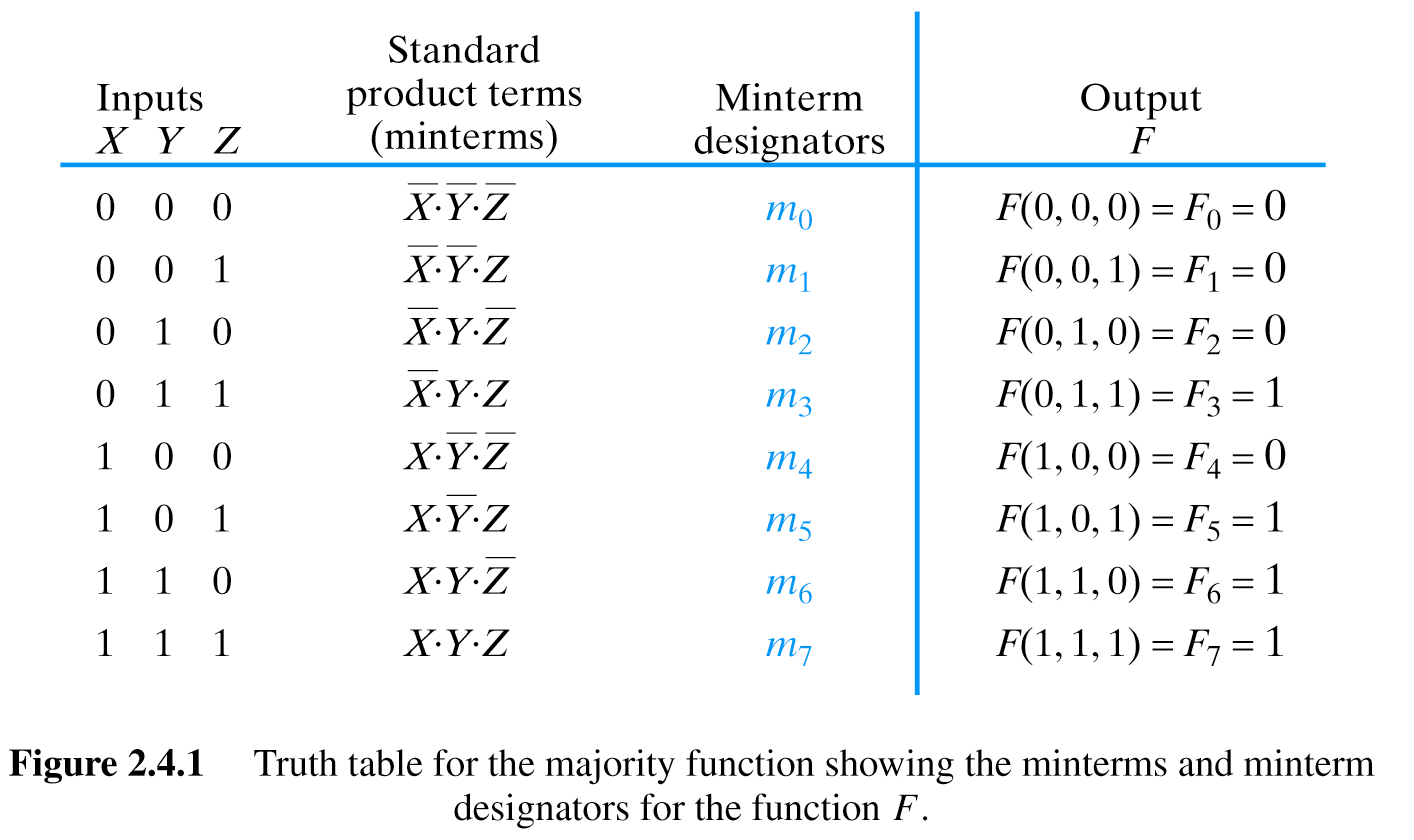 Standard
Inputs product terms Minterm Output
X Y Z (minterms) designators F
0 0 0 X̅·Y̅·Z̅ m₀ F(0, 0, 0) = F₀ = 0
0 0 1 X̅·Y̅·Z m₁ F(0, 0, 1) = F₁ = 0
0 1 0 X̅·Y·Z̅ m₂ F(0, 1, 0) = F₂ = 0
0 1 1 X̅·Y·Z m₃ F(0, 1, 1) = F₃ = 1
1 0 0 X·Y̅·Z̅ m₄ F(1, 0, 0) = F₄ = 0
1 0 1 X·Y̅·Z m₅ F(1, 0, 1) = F₅ = 1
1 1 0 X·Y·Z̅ m₆ F(1, 1, 0) = F₆ = 1
1 1 1 X·Y·Z m₇ F(1, 1, 1) = F₇ = 1
Figure 2.4.1 Truth table for the majority function showing the minterms and minterm
designators for the function F.